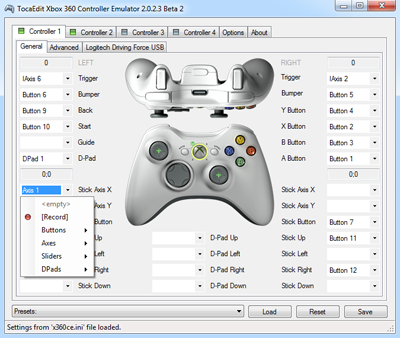 TocaEdit Xbox 360 Controller Emulator 2.0.2.3 Beta 2
Controller 1 Controller 2 Controller 3 Controller 4 Options About
General Advanced Logitech Driving Force USB
0 LEFT RIGHT 0
IAxis 6 Trigger Trigger IAxis 2
Button 6 Bumper Bumper Button 5
Button 9 Back Y Button Button 4
Button 10 Start X Button Button 2
Guide B Button Button 3
DPad 1 D-Pad A Button Button 1
0;0 0;0
Axis 1 Stick Axis X Stick Axis X
<empty> Stick Axis Y Stick Axis Y
[Record] Stick Button Stick Button Button 7
Buttons D-Pad Up Stick Up Button 11
Axes D-Pad Left Stick Left
Sliders D-Pad Right Stick Right Button 12
DPads Stick Down D-Pad Down Stick Down
Presets: Load Reset Save
Settings from 'x360ce.ini' file loaded.